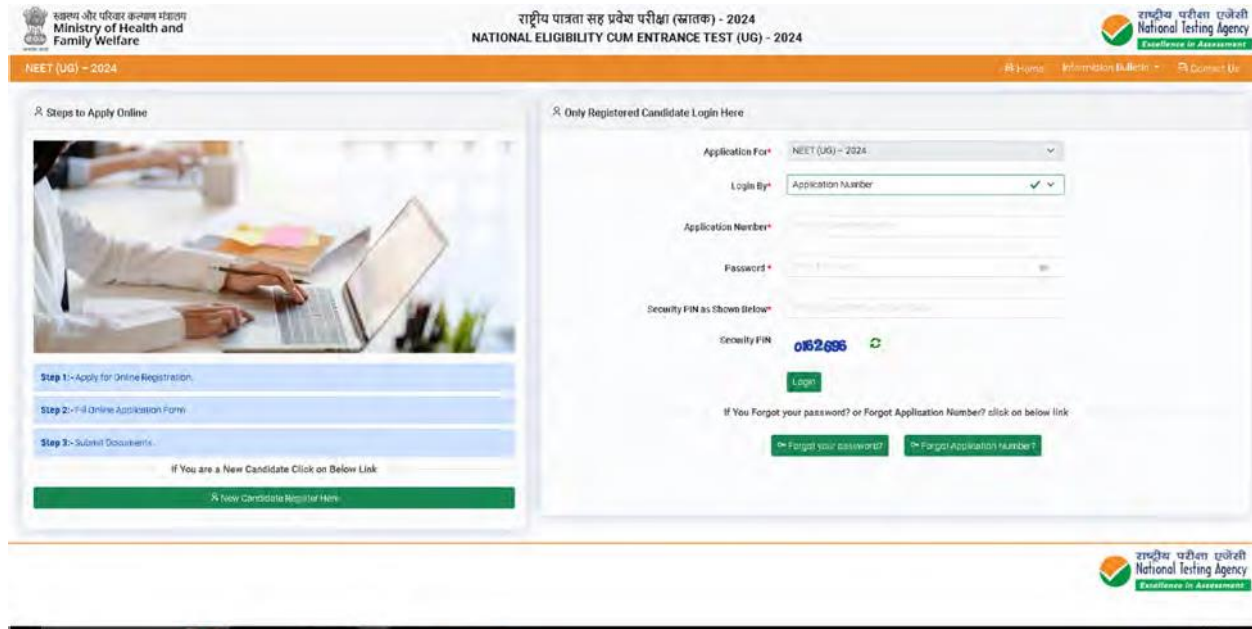 स्वास्थ्य और परिवार कल्याण मंत्रालय
Ministry of Health and
Family Welfare
राष्ट्रीय पात्रता सह प्रवेश परीक्षा (स्नातक) - 2024
NATIONAL ELIGIBILITY CUM ENTRANCE TEST (UG) - 2024
राष्ट्रीय परीक्षा एजेंसी
National Testing Agency
Excellence in Assessment
NEET (UG) – 2024
Home Information Bulletin Contact Us
Steps to Apply Online
Step 1:- Apply for Online Registration.
Step 2:- Fill Online Application Form
Step 3:- Submit Documents.
If You are a New Candidate Click on Below Link
New Candidate Register Here
Only Registered Candidate Login Here
Application For* NEET (UG) – 2024
Login By* Application Number
Application Number*
Password *
Security PIN as Shown Below*
Security PIN 0162696
Login
If You Forgot your password? or Forgot Application Number? click on below link
Forgot your password? Forgot Application Number?
राष्ट्रीय परीक्षा एजेंसी
National Testing Agency
Excellence in Assessment